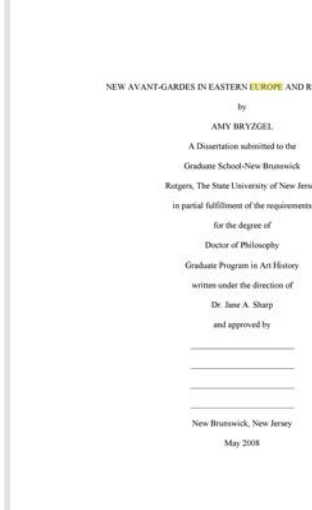 NEW AVANT-GARDES IN EASTERN EUROPE AND R
by
AMY BRYZGEL
A Dissertation submitted to the
Graduate School-New Brunswick
Rutgers, The State University of New Jers
in partial fulfillment of the requirements
for the degree of
Doctor of Philosophy
Graduate Program in Art History
written under the direction of
Dr. Jane A. Sharp
and approved by
New Brunswick, New Jersey
May 2008